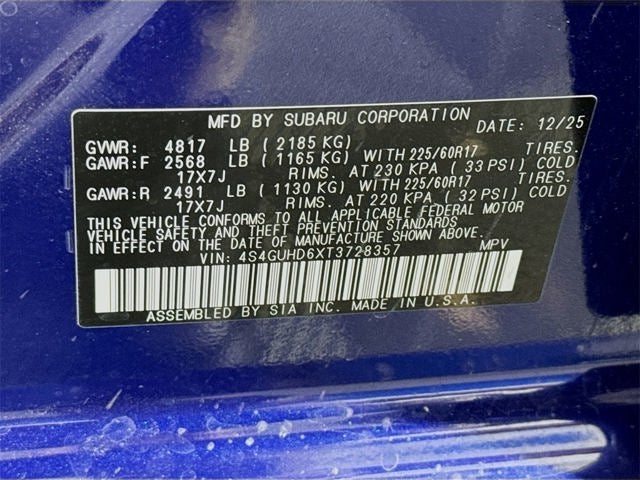 MFD BY SUBARU CORPORATION DATE: 12/25
GVWR: 4817 LB ( 2185 KG) TIRES.
GAWR:F 2568 LB ( 1165 KG) WITH 225/60R17
17X7J RIMS. AT 230 KPA ( 33 PSI) COLD
GAWR:R 2491 LB ( 1130 KG) WITH 225/60R17 TIRES.
17X7J RIMS. AT 220 KPA ( 32 PSI) COLD
THIS VEHICLE CONFORMS TO ALL APPLICABLE FEDERAL MOTOR
VEHICLE SAFETY AND THEFT PREVENTION STANDARDS
IN EFFECT ON THE DATE OF MANUFACTURE SHOWN ABOVE.
VIN: 4S4GUHD6XT3728357 MPV
ASSEMBLED BY SIA INC. MADE IN U.S.A.